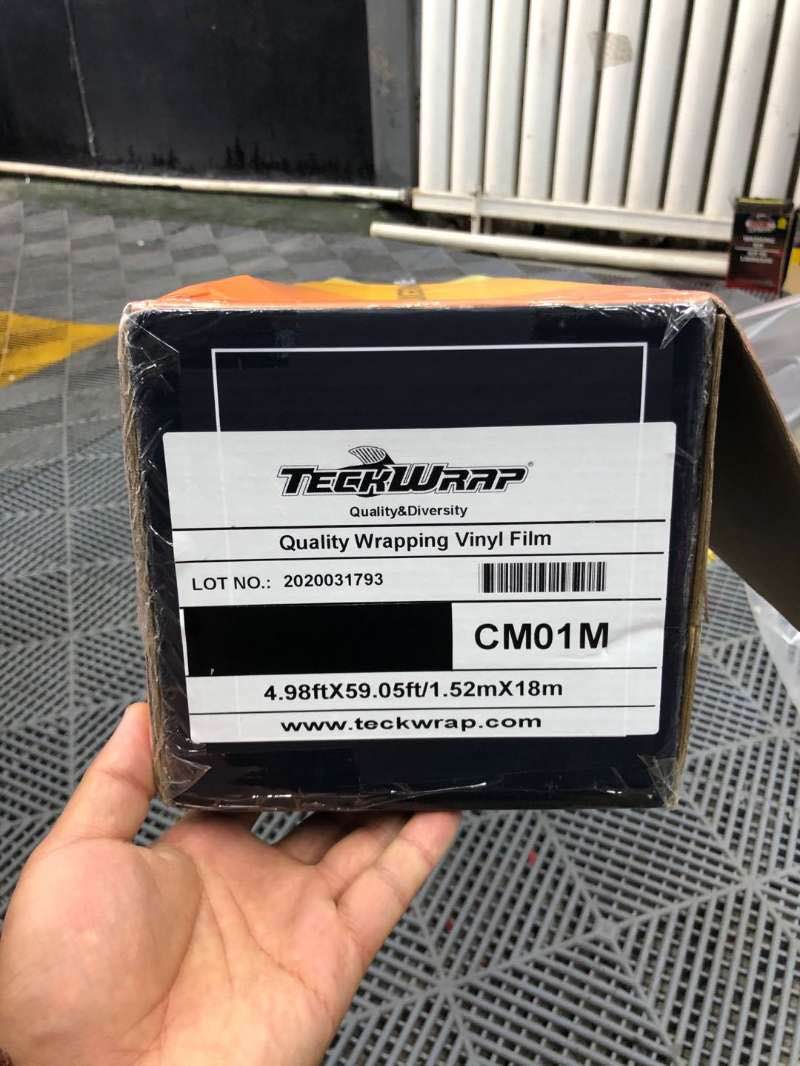 TECKWRAP®
Quality&Diversity
Quality Wrapping Vinyl Film
LOT NO.: 2020031793
CM01M
4.98ftX59.05ft/1.52mX18m
www.teckwrap.com